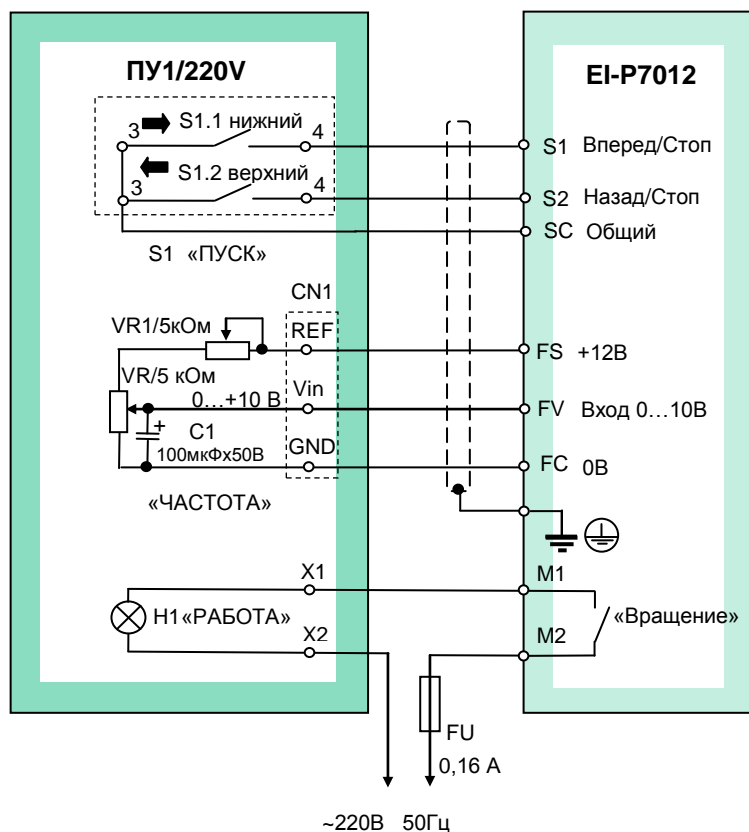 ПУ1/220V
EI-P7012
3 S1.1 нижний 4
S1 Вперед/Стоп
3 S1.2 верхний 4
S2 Назад/Стоп
SC Общий
S1 «ПУСК»
CN1
VR1/5кОм
REF
FS +12В
VR/5 кОм
0...+10 В
Vin
FV Вход 0...10В
+
C1
100мкФх50В
GND
FC 0В
«ЧАСТОТА»
X1
M1
H1«РАБОТА»
«Вращение»
X2
M2
FU
0,16 А
~220В 50Гц